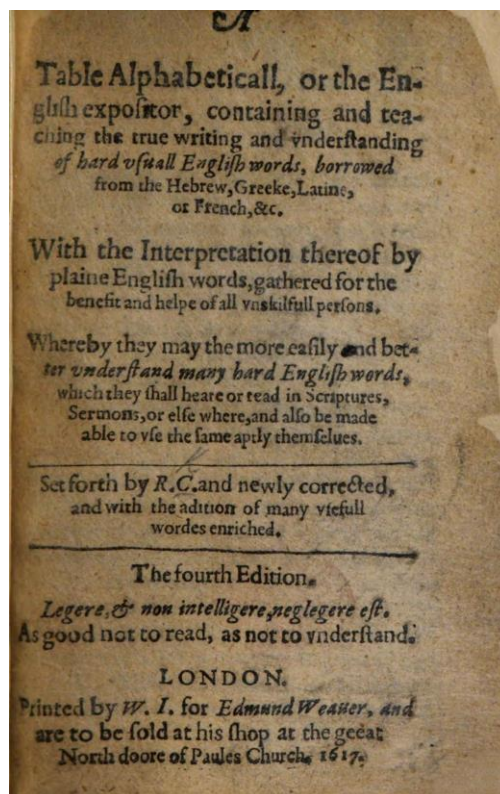 A
Table Alphabeticall, or the En-
glish expositor, containing and tea-
ching the true writing and vnderſtanding
of hard vſuall Engliſh words, borrowed
from the Hebrew, Greeke, Latine,
or French, &c.
With the Interpretation thereof by
plaine Engliſh words, gathered for the
benefit and helpe of all vnskilfull perſons.
Whereby they may the more eaſily and bet-
ter vnderſtand many hard Engliſh words,
which they ſhall heare or read in Scriptures,
Sermons, or elſe where, and alſo be made
able to vſe the ſame aptly themſelues.
Set forth by R.C. and newly corrected,
and with the adition of many vſefull
wordes enriched.
The fourth Edition.
Legere, & non intelligere, neglegere eſt.
As good not to read, as not to vnderſtand.
LONDON.
Printed by W. I. for Edmund Weauer, and
are to be ſold at his ſhop at the geeat
North doore of Paules Church. 1617.